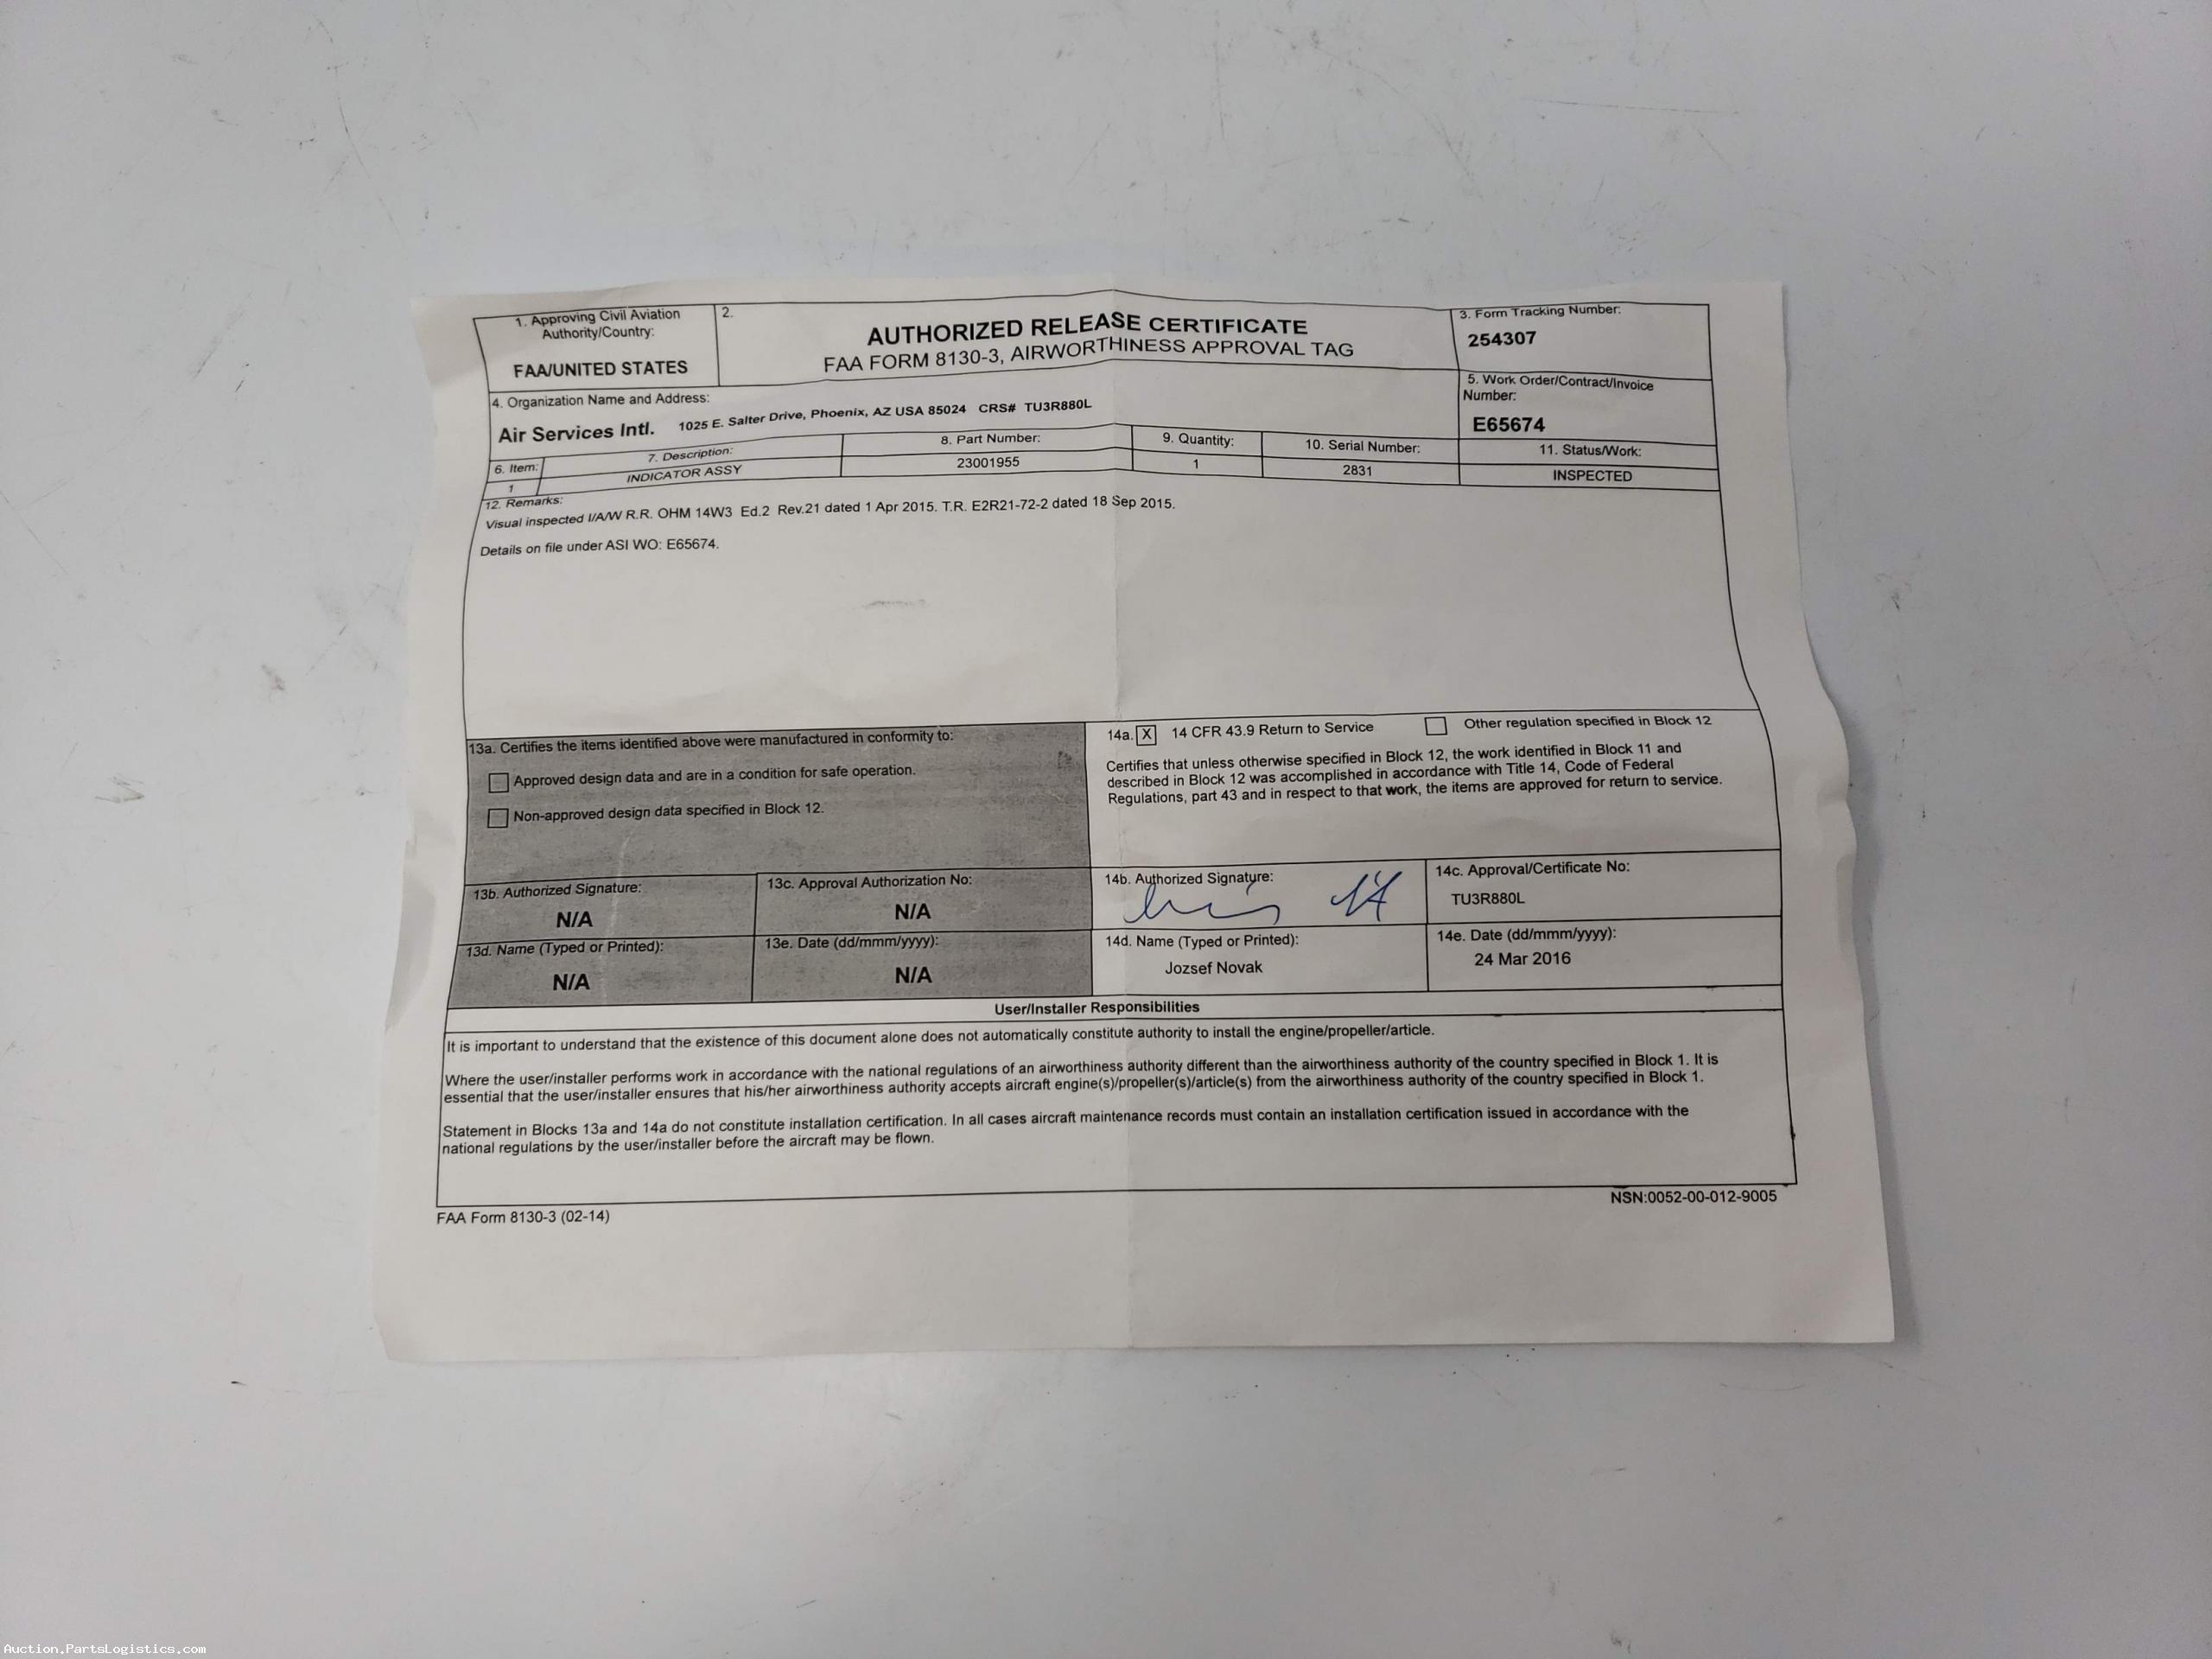 1. Approving Civil Aviation
Authority/Country:
FAA/UNITED STATES
2.
AUTHORIZED RELEASE CERTIFICATE
FAA FORM 8130-3, AIRWORTHINESS APPROVAL TAG
3. Form Tracking Number:
254307
4. Organization Name and Address:
Air Services Intl. 1025 E. Salter Drive, Phoenix, AZ USA 85024 CRS# TU3R880L
5. Work Order/Contract/Invoice
Number:
E65674
6. Item:
7. Description:
8. Part Number:
9. Quantity:
10. Serial Number:
11. Status/Work:
1
INDICATOR ASSY
23001955
1
2831
INSPECTED
12. Remarks:
Visual inspected I/A/W R.R. OHM 14W3 Ed.2 Rev.21 dated 1 Apr 2015. T.R. E2R21-72-2 dated 18 Sep 2015.
Details on file under ASI WO: E65674.
13a. Certifies the items identified above were manufactured in conformity to:
Approved design data and are in a condition for safe operation.
Non-approved design data specified in Block 12.
14a. X 14 CFR 43.9 Return to Service
Other regulation specified in Block 12
Certifies that unless otherwise specified in Block 12, the work identified in Block 11 and
described in Block 12 was accomplished in accordance with Title 14, Code of Federal
Regulations, part 43 and in respect to that work, the items are approved for return to service.
13b. Authorized Signature:
N/A
13c. Approval Authorization No:
N/A
14b. Authorized Signature:
14c. Approval/Certificate No:
TU3R880L
13d. Name (Typed or Printed):
N/A
13e. Date (dd/mmm/yyyy):
N/A
14d. Name (Typed or Printed):
Jozsef Novak
14e. Date (dd/mmm/yyyy):
24 Mar 2016
User/Installer Responsibilities
It is important to understand that the existence of this document alone does not automatically constitute authority to install the engine/propeller/article.
Where the user/installer performs work in accordance with the national regulations of an airworthiness authority different than the airworthiness authority of the country specified in Block 1. It is
essential that the user/installer ensures that his/her airworthiness authority accepts aircraft engine(s)/propeller(s)/article(s) from the airworthiness authority of the country specified in Block 1.
Statement in Blocks 13a and 14a do not constitute installation certification. In all cases aircraft maintenance records must contain an installation certification issued in accordance with the
national regulations by the user/installer before the aircraft may be flown.
FAA Form 8130-3 (02-14)
NSN:0052-00-012-9005
Auction.PartsLogistics.com